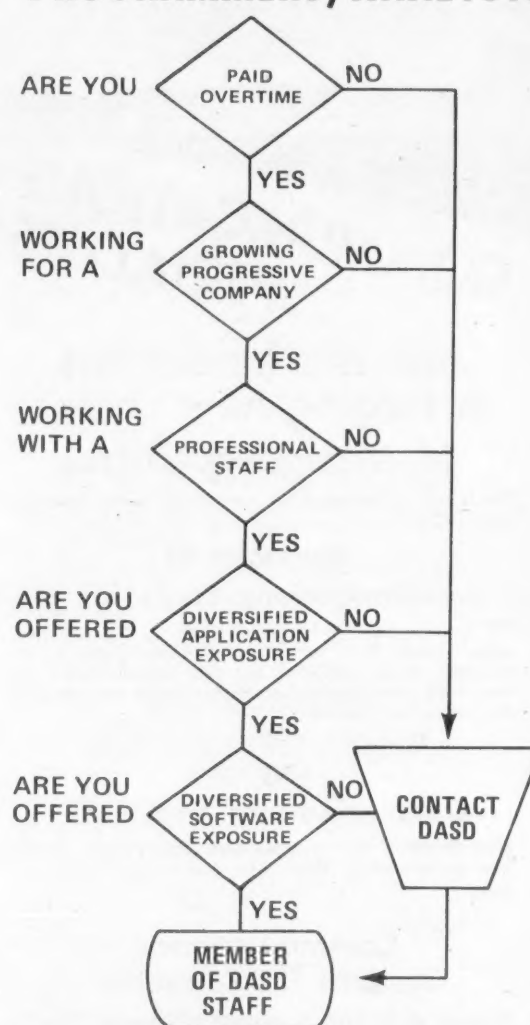 ARE YOU
PAID
OVERTIME
NO
YES
WORKING
FOR A
GROWING
PROGRESSIVE
COMPANY
NO
YES
WORKING
WITH A
PROFESSIONAL
STAFF
NO
YES
ARE YOU
OFFERED
DIVERSIFIED
APPLICATION
EXPOSURE
NO
YES
ARE YOU
OFFERED
DIVERSIFIED
SOFTWARE
EXPOSURE
NO
CONTACT
DASD
YES
MEMBER
OF DASD
STAFF